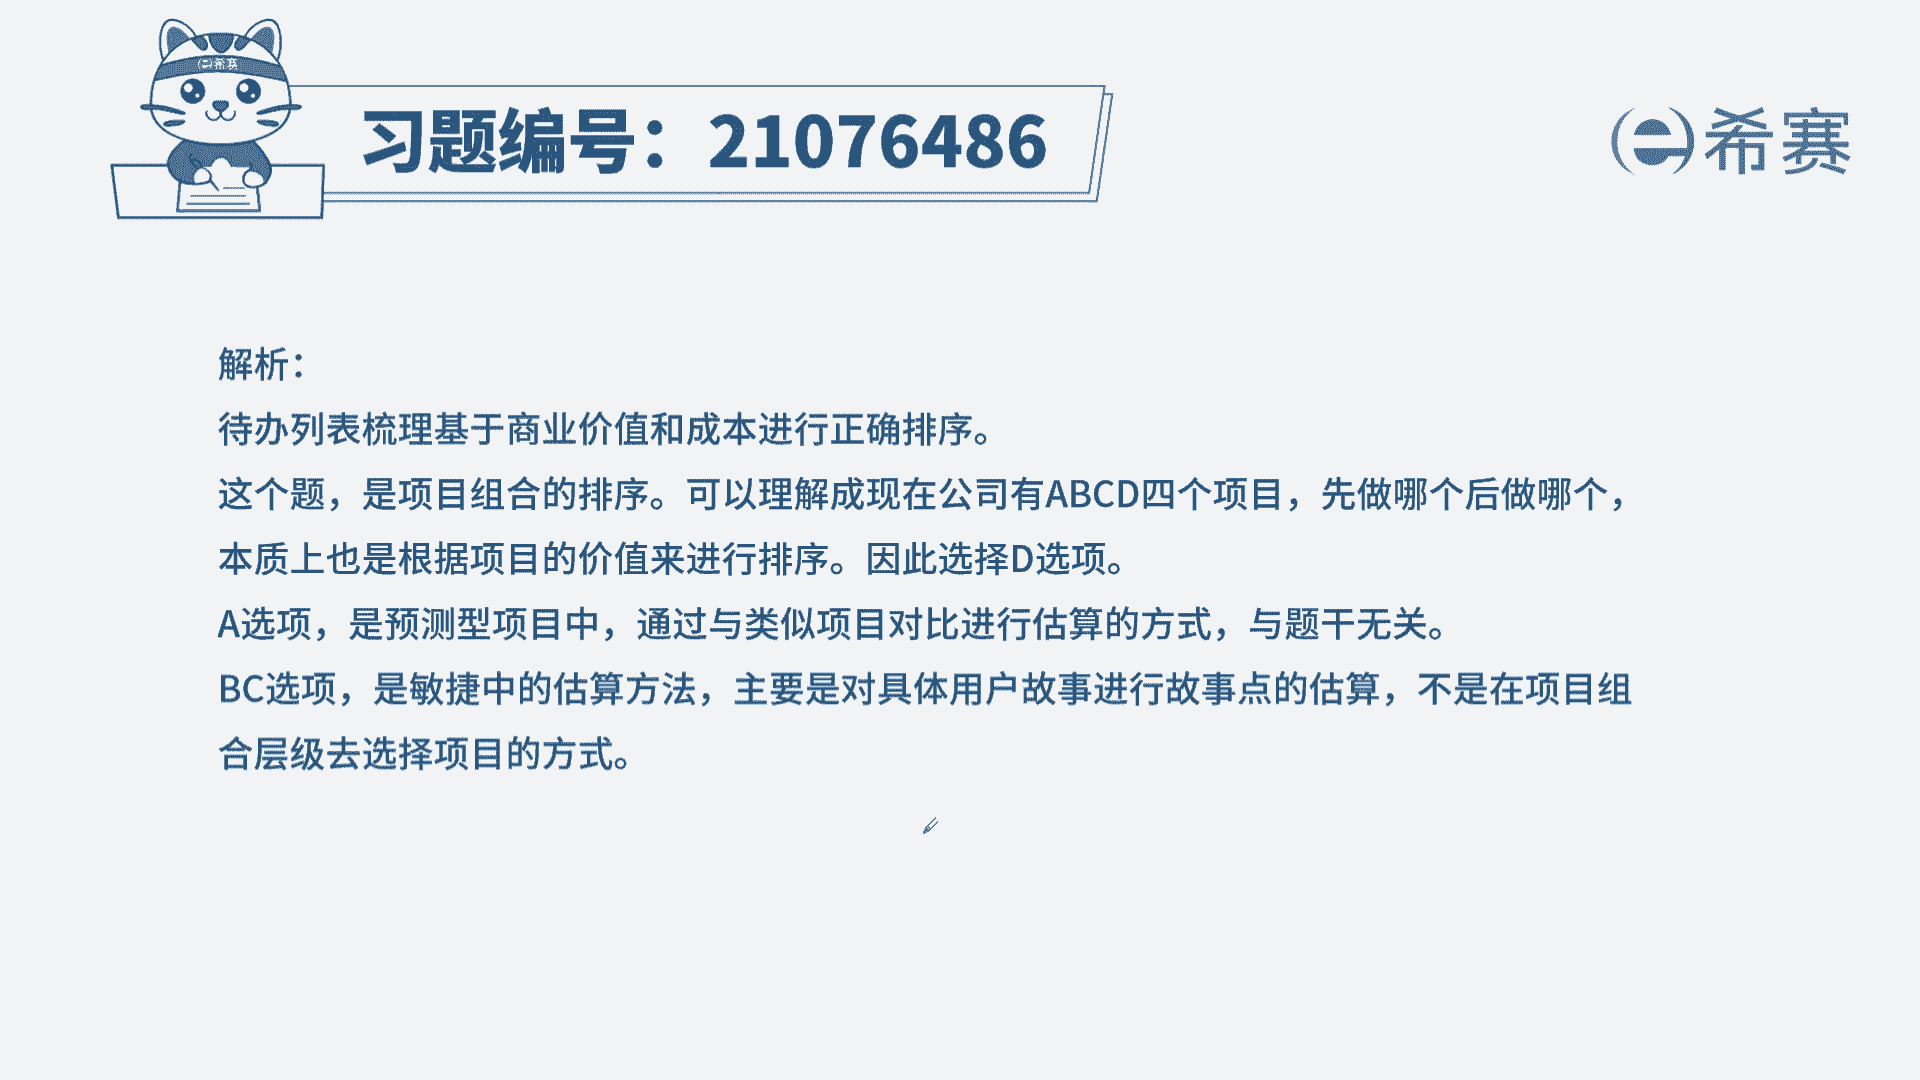 希赛
习题编号：21076486
希赛
解析：
待办列表梳理基于商业价值和成本进行正确排序。
这个题，是项目组合的排序。可以理解成现在公司有ABCD四个项目，先做哪个后做哪个，
本质上也是根据项目的价值来进行排序。因此选择D选项。
A选项，是预测型项目中，通过与类似项目对比进行估算的方式，与题干无关。
BC选项，是敏捷中的估算方法，主要是对具体用户故事进行故事点的估算，不是在项目组
合层级去选择项目的方式。